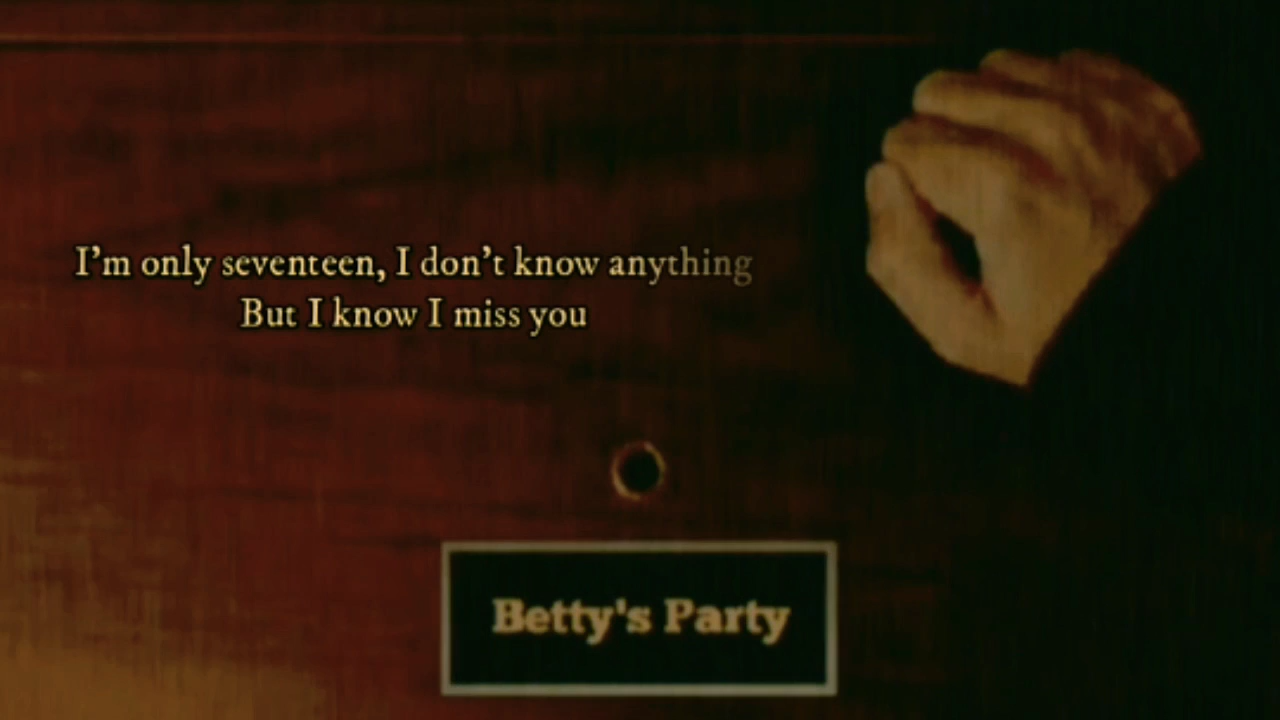 I'm only seventeen, I don't know anything
But I know I miss you
Betty's Party